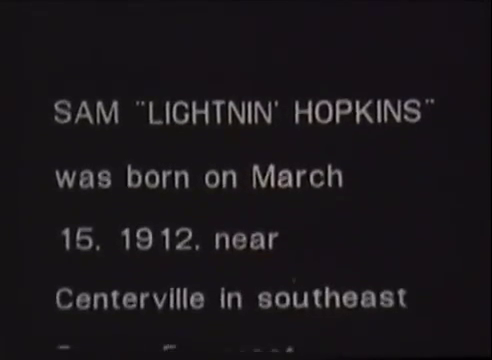 SAM "LIGHTNIN' HOPKINS"
was born on March
15, 1912, near
Centerville in southeast